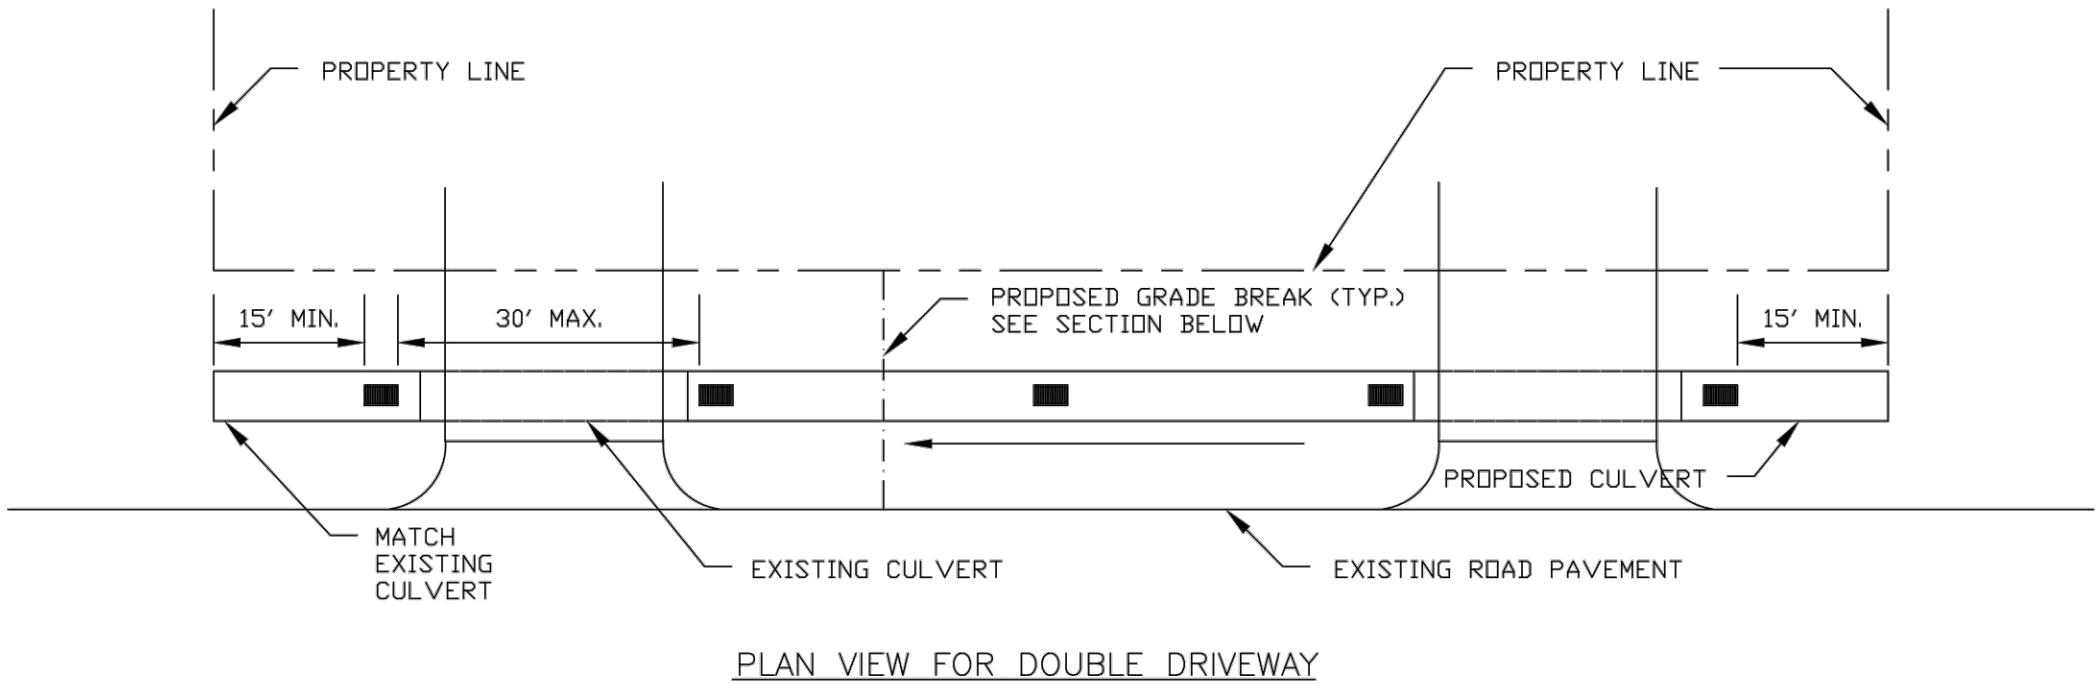 PROPERTY LINE
PROPERTY LINE
15' MIN.
30' MAX.
PROPOSED GRADE BREAK (TYP.)
SEE SECTION BELOW
15' MIN.
PROPOSED CULVERT
MATCH
EXISTING
CULVERT
EXISTING CULVERT
EXISTING ROAD PAVEMENT
PLAN VIEW FOR DOUBLE DRIVEWAY